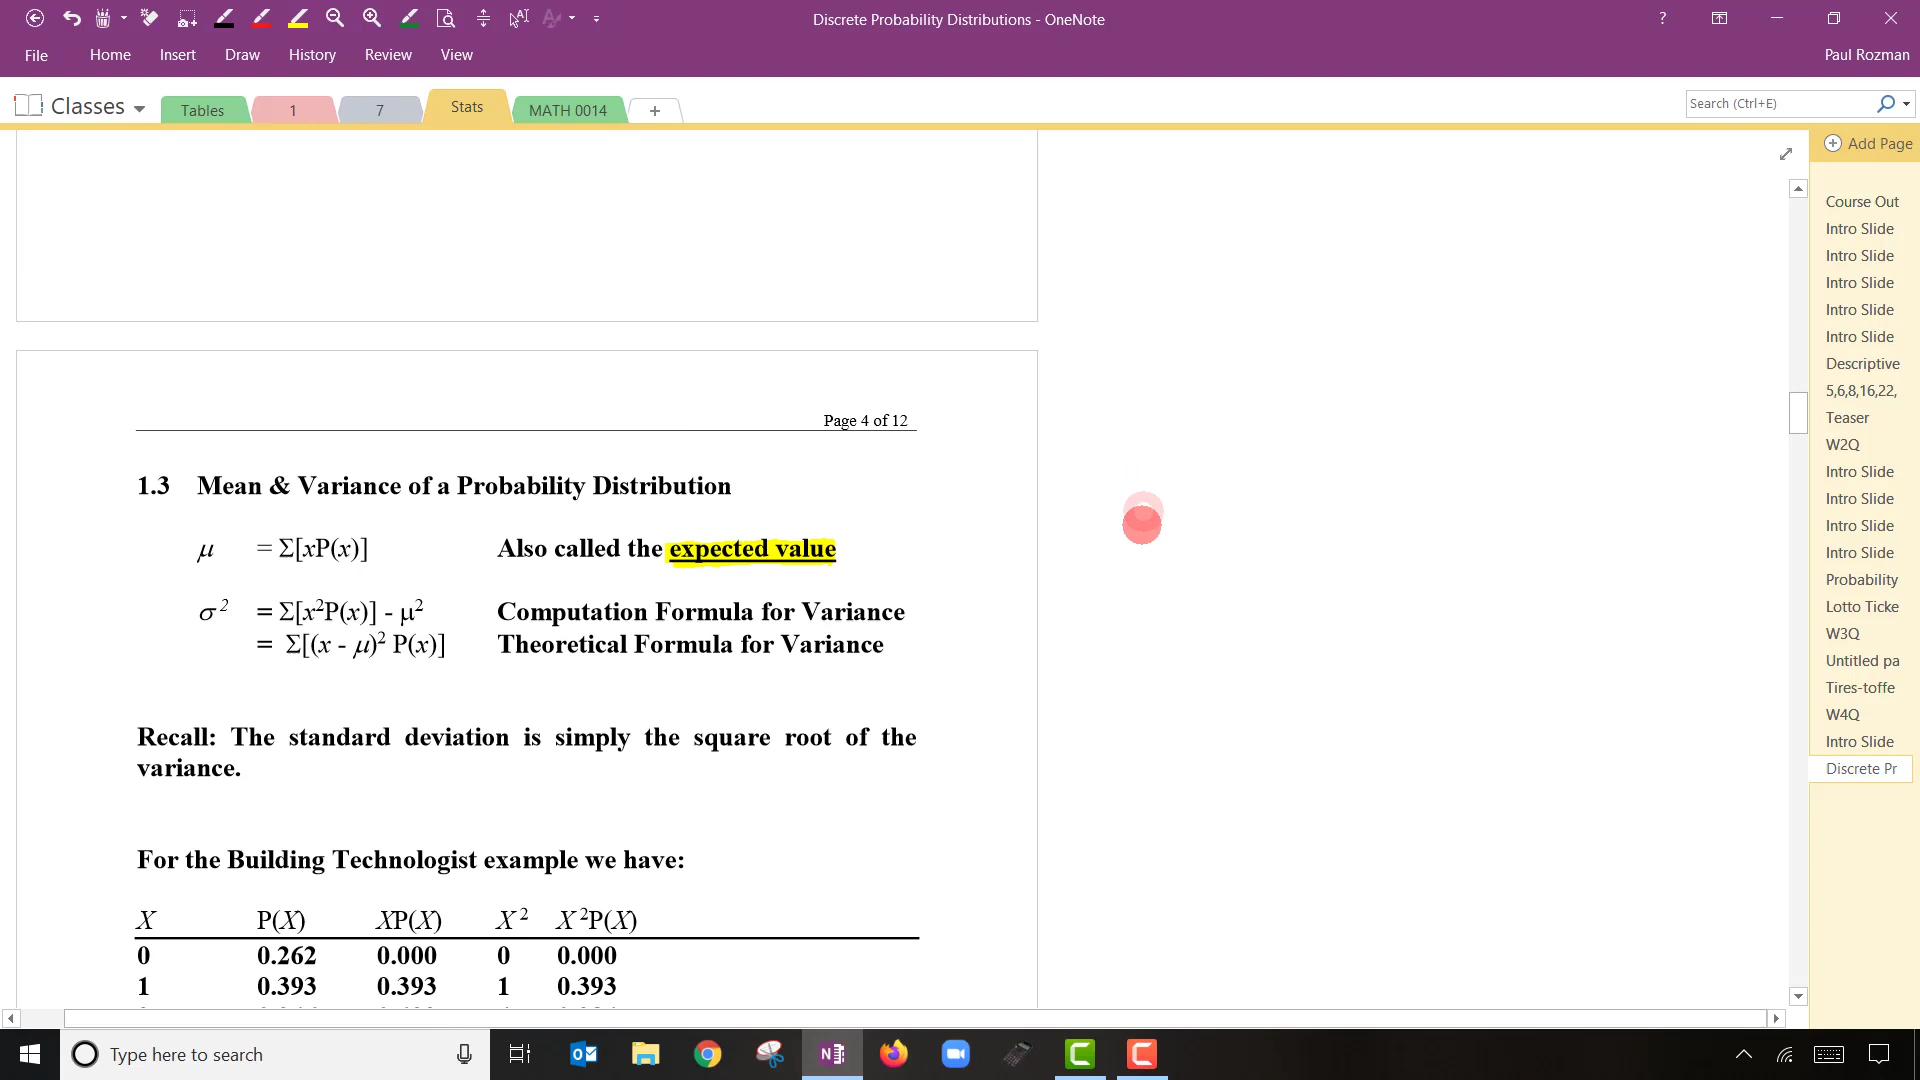 Discrete Probability Distributions - OneNote
?
File Home Insert Draw History Review View
Paul Rozman
Classes
Tables 1 7 Stats MATH 0014 +
Search (Ctrl+E)
Add Page
Course Out
Intro Slide
Intro Slide
Intro Slide
Intro Slide
Intro Slide
Descriptive
5,6,8,16,22,
Teaser
W2Q
Intro Slide
Intro Slide
Intro Slide
Intro Slide
Probability
Lotto Ticke
W3Q
Untitled pa
Tires-toffe
W4Q
Intro Slide
Discrete Pr
Page 4 of 12
1.3 Mean & Variance of a Probability Distribution
μ = Σ[xP(x)] Also called the expected value
σ² = Σ[x²P(x)] - μ² Computation Formula for Variance
= Σ[(x - μ)² P(x)] Theoretical Formula for Variance
Recall: The standard deviation is simply the square root of the
variance.
For the Building Technologist example we have:
X P(X) XP(X) X² X²P(X)
0 0.262 0.000 0 0.000
1 0.393 0.393 1 0.393
Type here to search